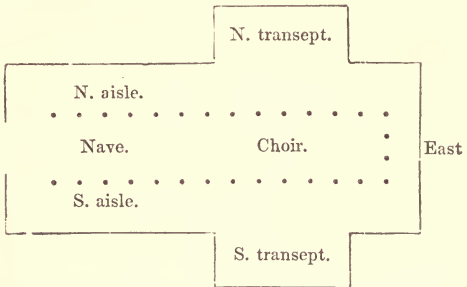 N. transept.
N. aisle.
Nave.
Choir.
East
S. aisle.
S. transept.